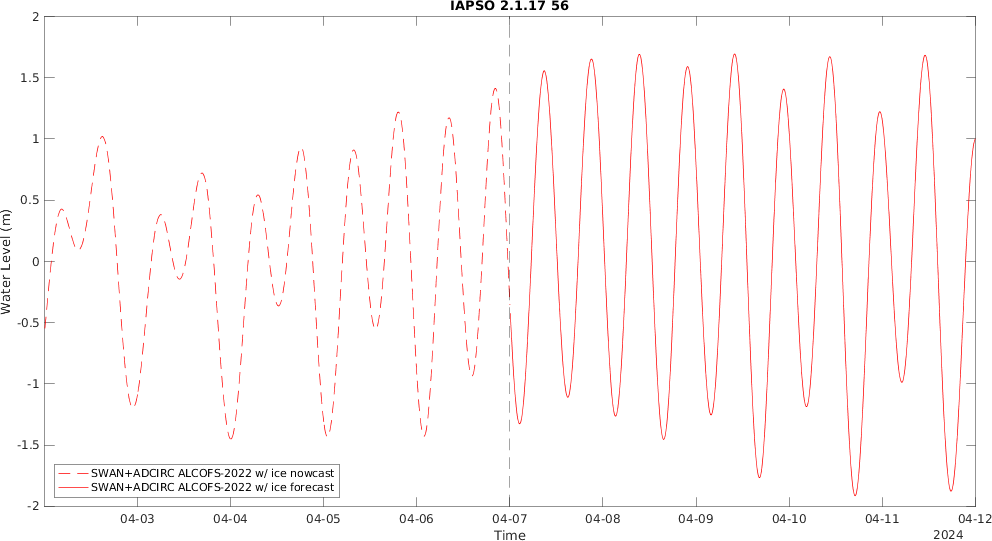 IAPSO 2.1.17 56
Water Level (m)
2
1.5
1
0.5
0
-0.5
-1
-1.5
-2
SWAN+ADCIRC ALCOFS-2022 w/ ice nowcast
SWAN+ADCIRC ALCOFS-2022 w/ ice forecast
04-03 04-04 04-05 04-06 04-07 04-08 04-09 04-10 04-11 04-12
Time
2024